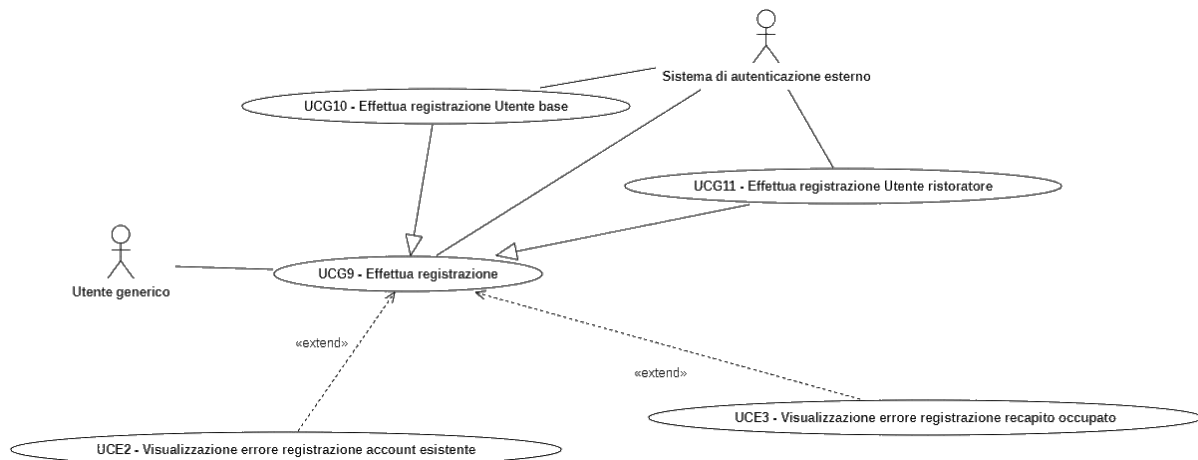 Sistema di autenticazione esterno
UCG10 - Effettua registrazione Utente base
UCG11 - Effettua registrazione Utente ristoratore
UCG9 - Effettua registrazione
Utente generico
«extend»
«extend»
UCE3 - Visualizzazione errore registrazione recapito occupato
UCE2 - Visualizzazione errore registrazione account esistente